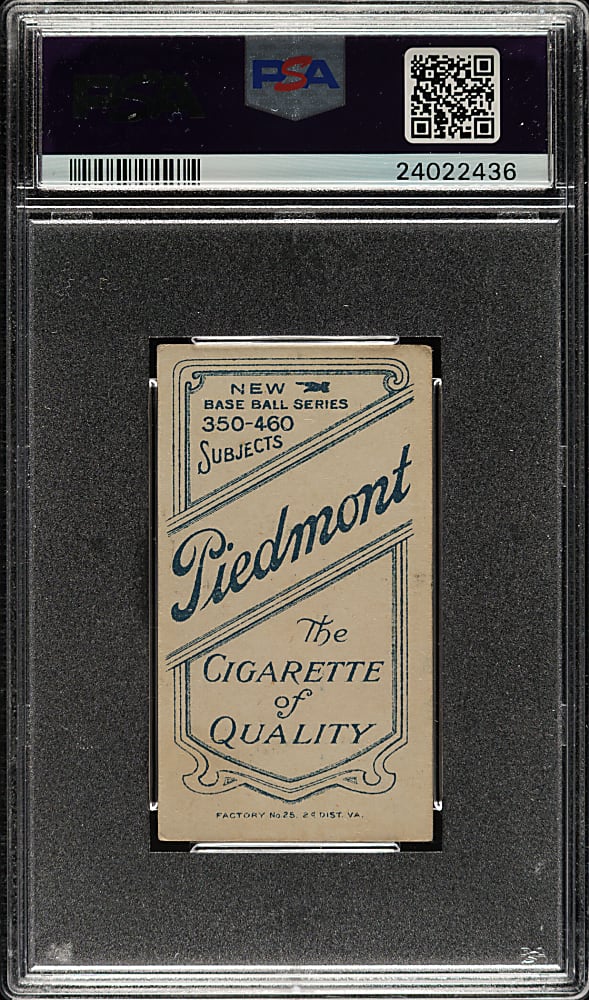 PSA
24022436
NEW
BASE BALL SERIES
350-460
SUBJECTS
Piedmont
The
CIGARETTE
of
QUALITY
FACTORY No 25. 2ᴰ DIST. VA.